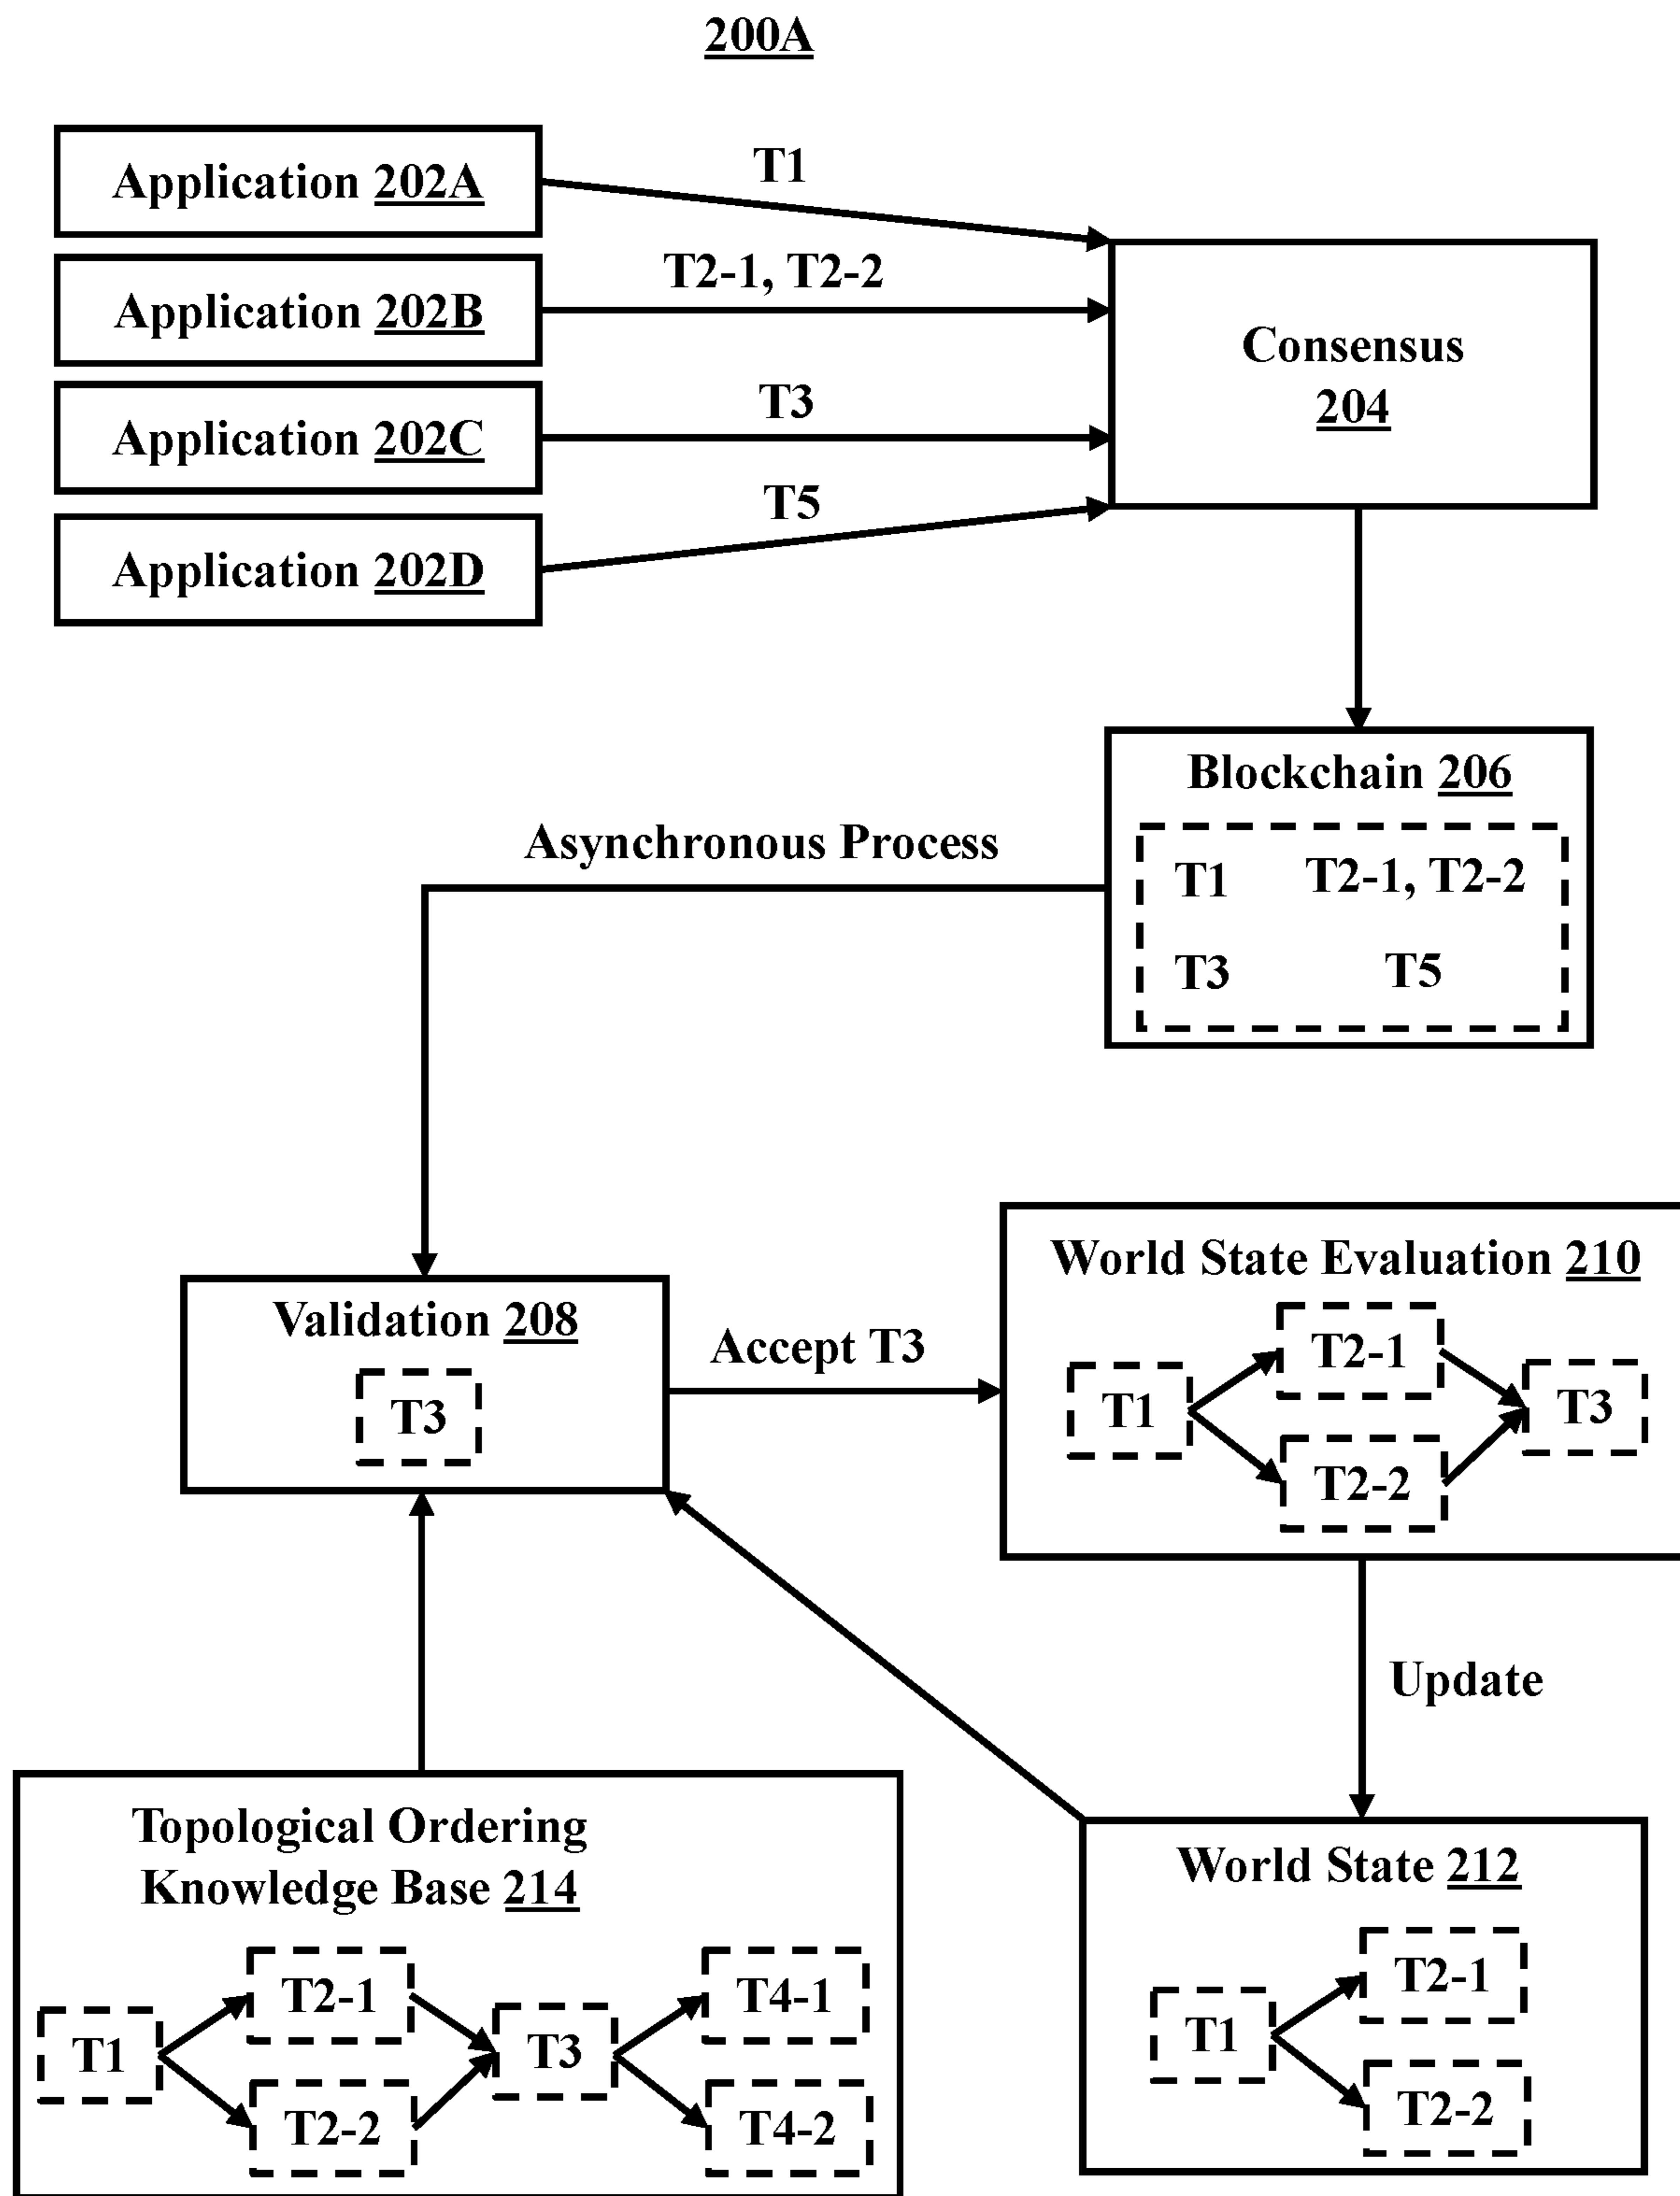 200A
Application 202A
T1
Application 202B
T2-1, T2-2
Application 202C
T3
Application 202D
T5
Consensus
204
Blockchain 206
T1 T2-1, T2-2
T3 T5
Asynchronous Process
Validation 208
T3
Accept T3
World State Evaluation 210
T1
T2-1
T2-2
T3
Update
Topological Ordering
Knowledge Base 214
T1
T2-1
T2-2
T3
T4-1
T4-2
World State 212
T1
T2-1
T2-2